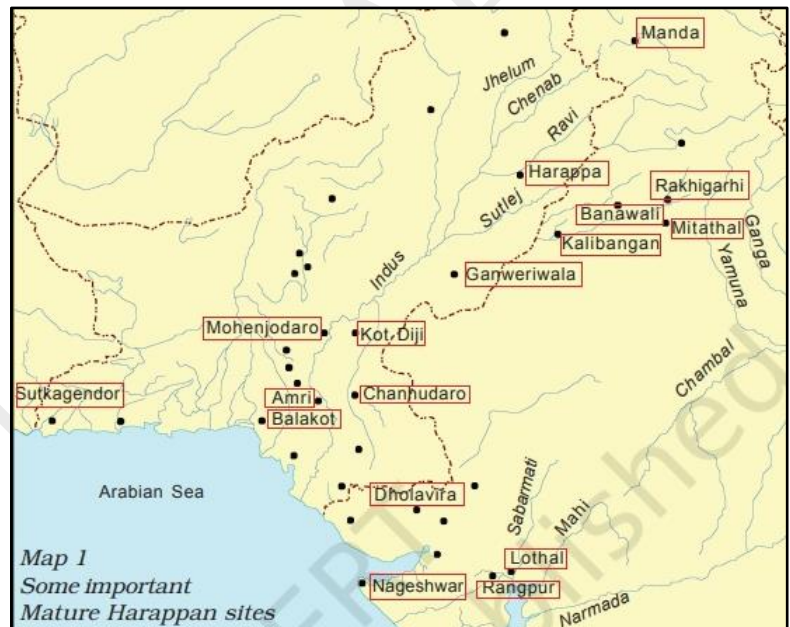 Manda
Jhelum
Chenab
Ravi
Harappa
Sutlej
Rakhigarhi
Banawali
Mitathal
Kalibangan
Ganga
Yamuna
Indus
Ganweriwala
Mohenjodaro
Kot Diji
Chambal
Sutkagendor
Amri
Chanhudaro
Balakot
Arabian Sea
Dholavira
Sabarmati
Mahi
Lothal
Nageshwar
Rangpur
Narmada
Map 1
Some important
Mature Harappan sites